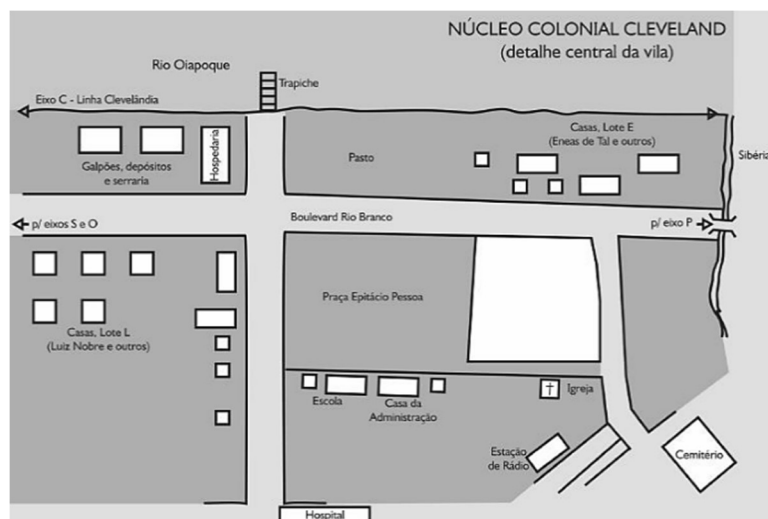 NÚCLEO COLONIAL CLEVELAND
(detalhe central da vila)
Rio Oiapoque
Trapiche
Eixo C - Linha Clevelândia
Galpões, depósitos
e serraria
Hospedaria
Pasto
Casas, Lote E
(Eneas de Tal e outros)
Sibéria
p/ eixos S e O
Boulevard Rio Branco
p/ eixo P
Praça Epitácio Pessoa
Casas, Lote L
(Luiz Nobre e outros)
Escola
Casa da
Administração
Igreja
Estação
de Rádio
Cemitério
Hospital